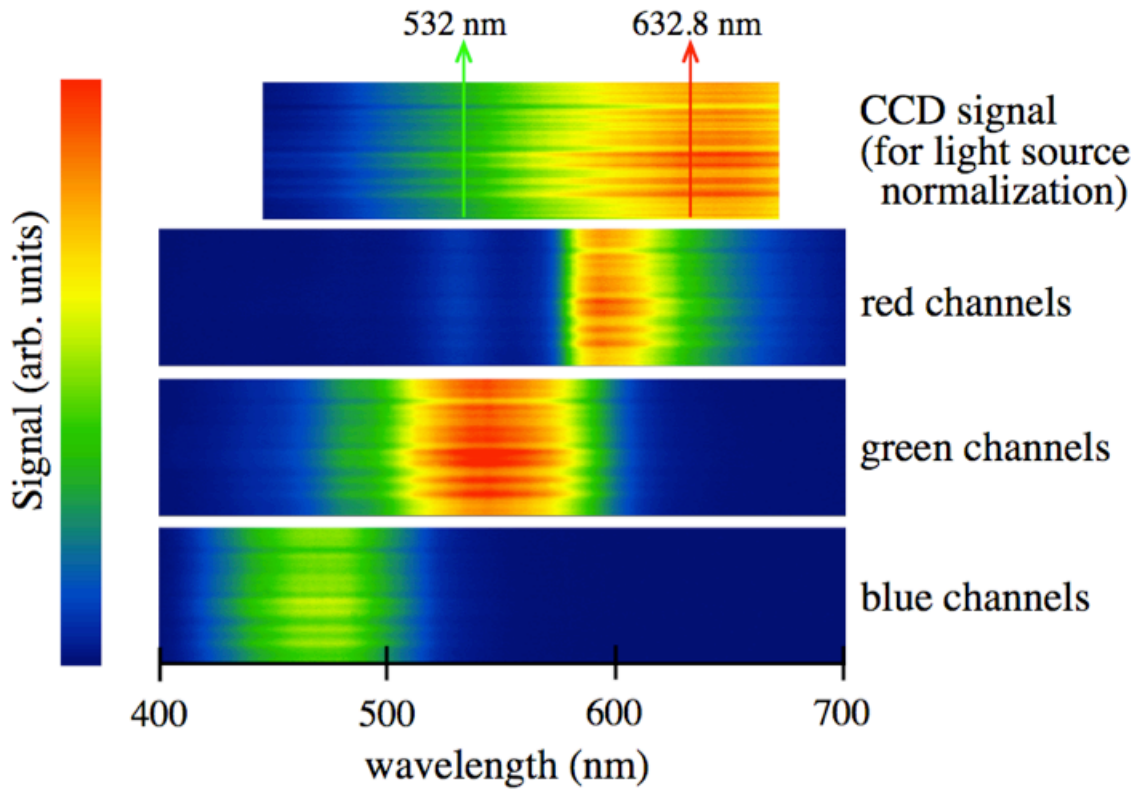 532 nm
632.8 nm
CCD signal
(for light source
normalization)
Signal (arb. units)
red channels
green channels
blue channels
400
500
600
700
wavelength (nm)